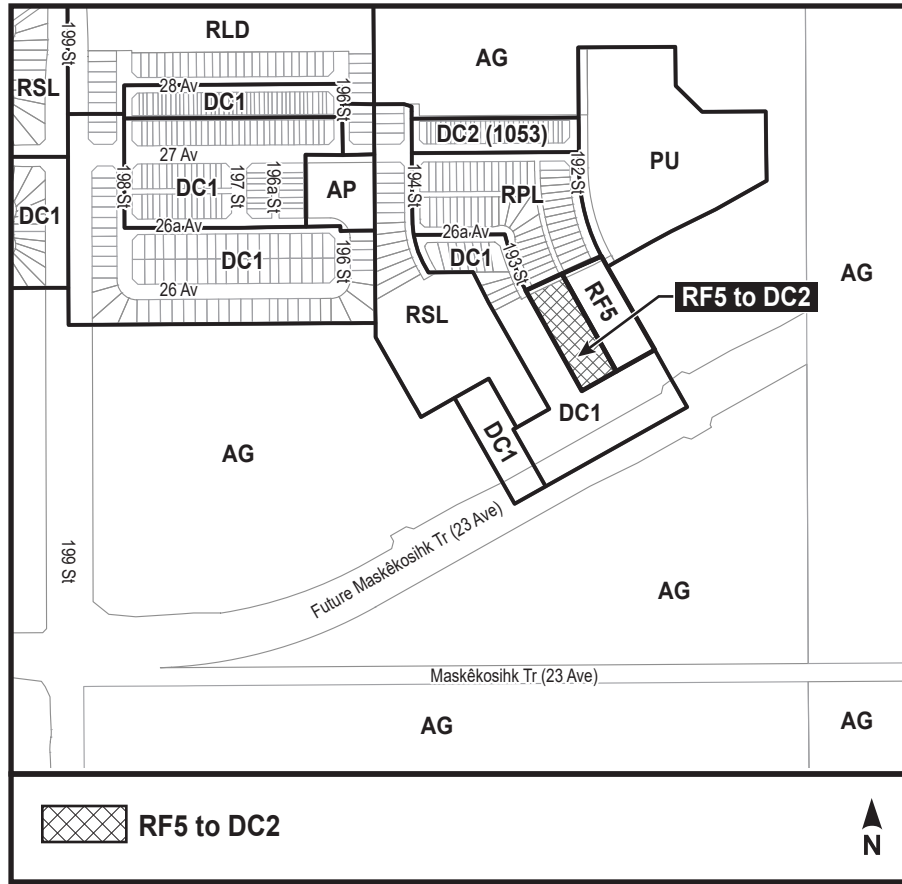 RLD
199 St
AG
RSL
28 Av
196 St
DC1
DC2 (1053)
27 Av
PU
198 St
DC1
197 St
196a St
AP
194 St
RPL
192 St
DC1
26a Av
26a Av
DC1
196 St
DC1
193 St
AG
26 Av
RF5
RF5 to DC2
RSL
DC1
DC1
AG
199 St
Future Maskêkosihk Tr (23 Ave)
AG
Maskêkosihk Tr (23 Ave)
AG
AG
RF5 to DC2
N